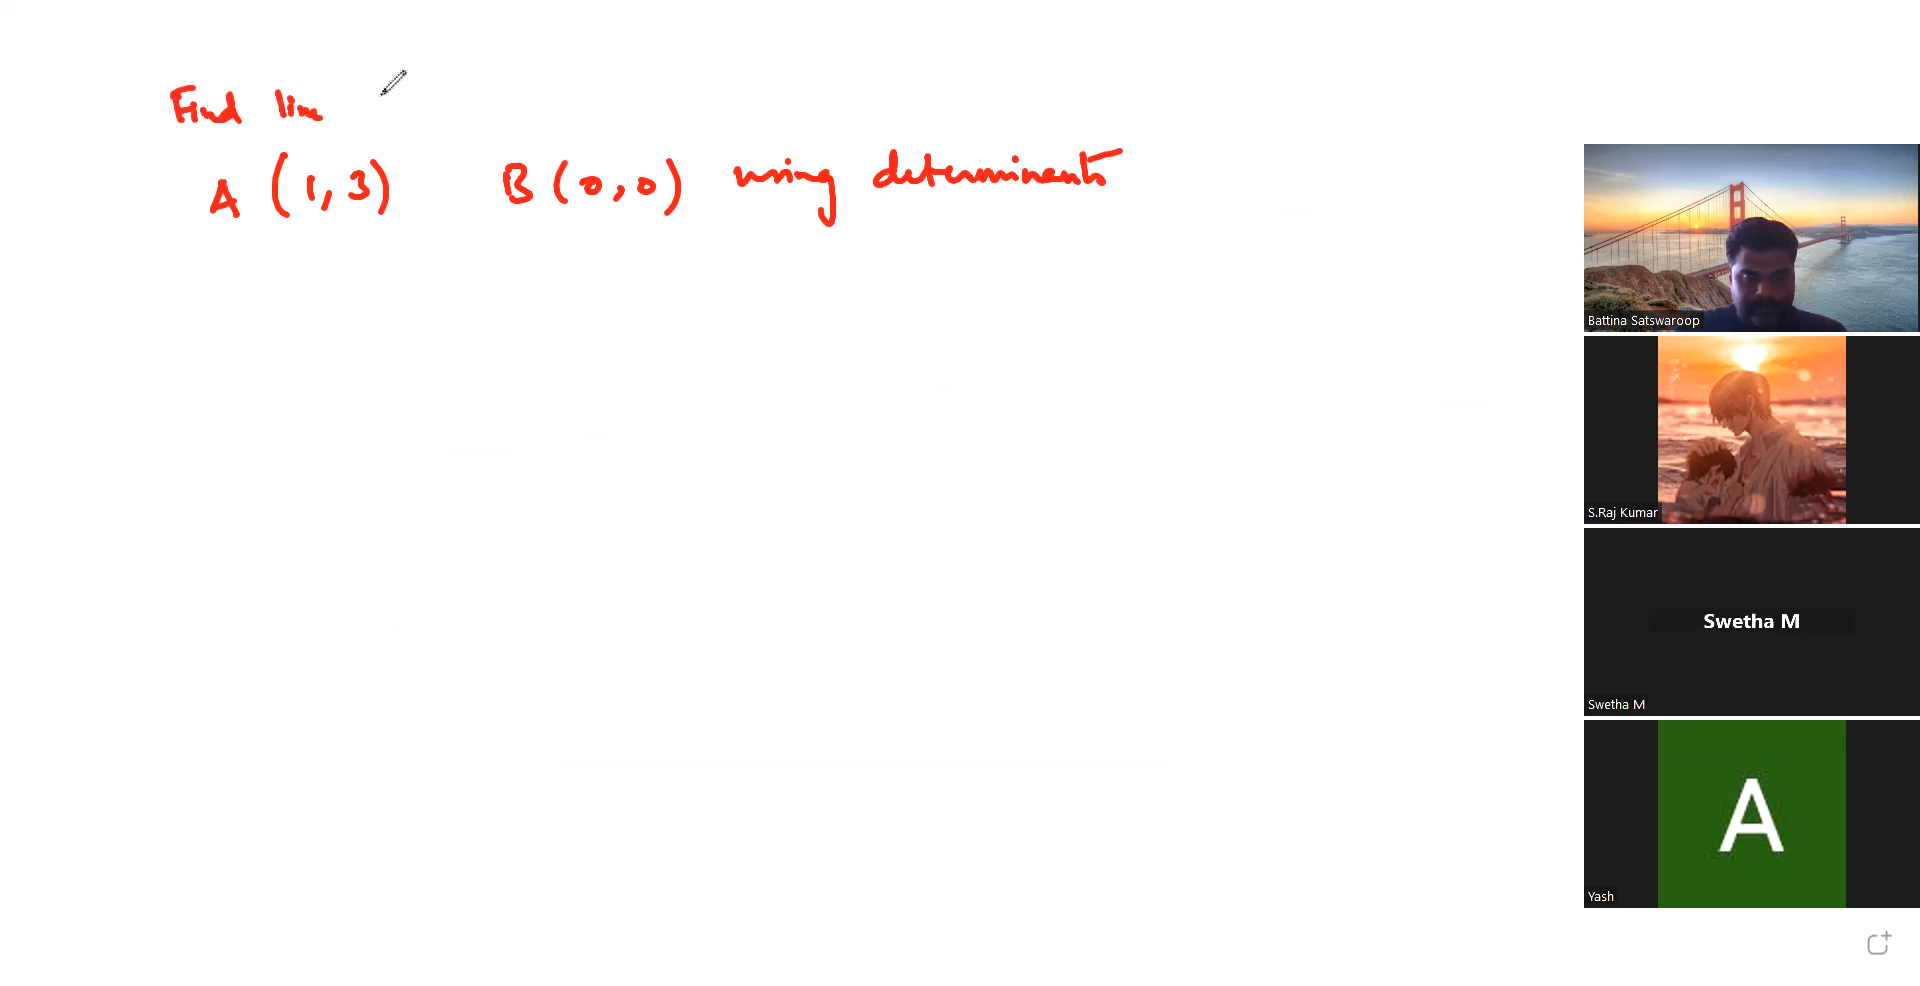 Find line
A (1,3) B (0,0) using determinants
Battina Satswaroop
S.Raj Kumar
Swetha M
Swetha M
A
Yash